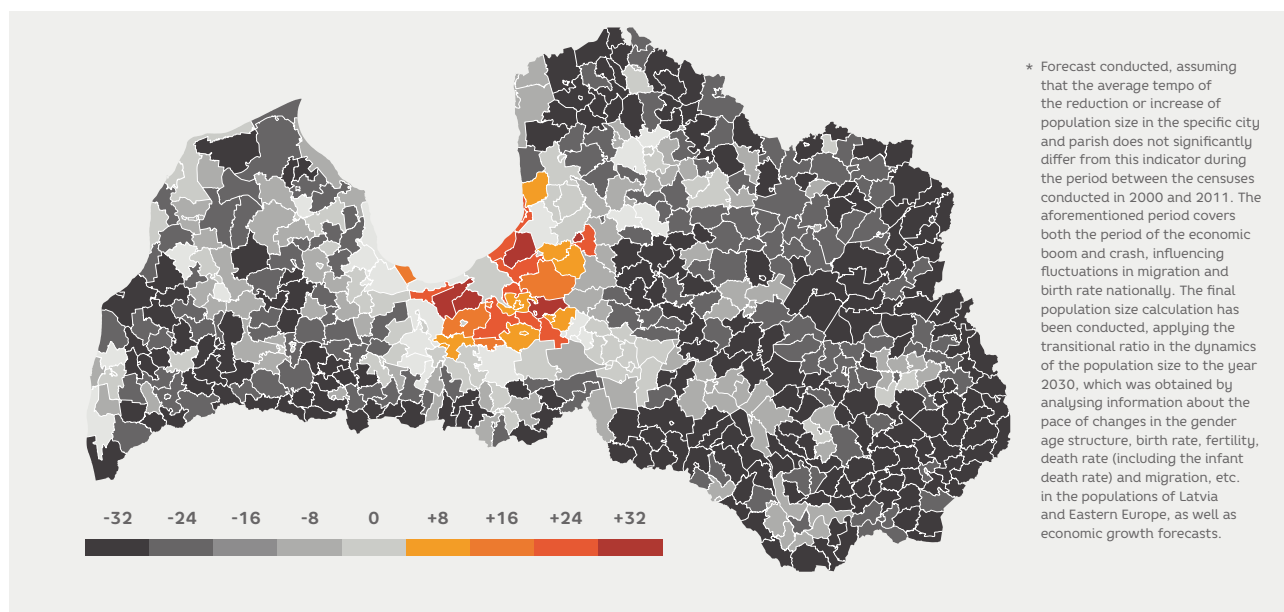 * Forecast conducted, assuming
that the average tempo of
the reduction or increase of
population size in the specific city
and parish does not significantly
differ from this indicator during
the period between the censuses
conducted in 2000 and 2011. The
aforementioned period covers
both the period of the economic
boom and crash, influencing
fluctuations in migration and
birth rate nationally. The final
population size calculation has
been conducted, applying the
transitional ratio in the dynamics
of the population size to the year
2030, which was obtained by
analysing information about the
pace of changes in the gender
age structure, birth rate, fertility,
death rate (including the infant
death rate) and migration, etc.
in the populations of Latvia
and Eastern Europe, as well as
economic growth forecasts.
-32 -24 -16 -8 0 +8 +16 +24 +32